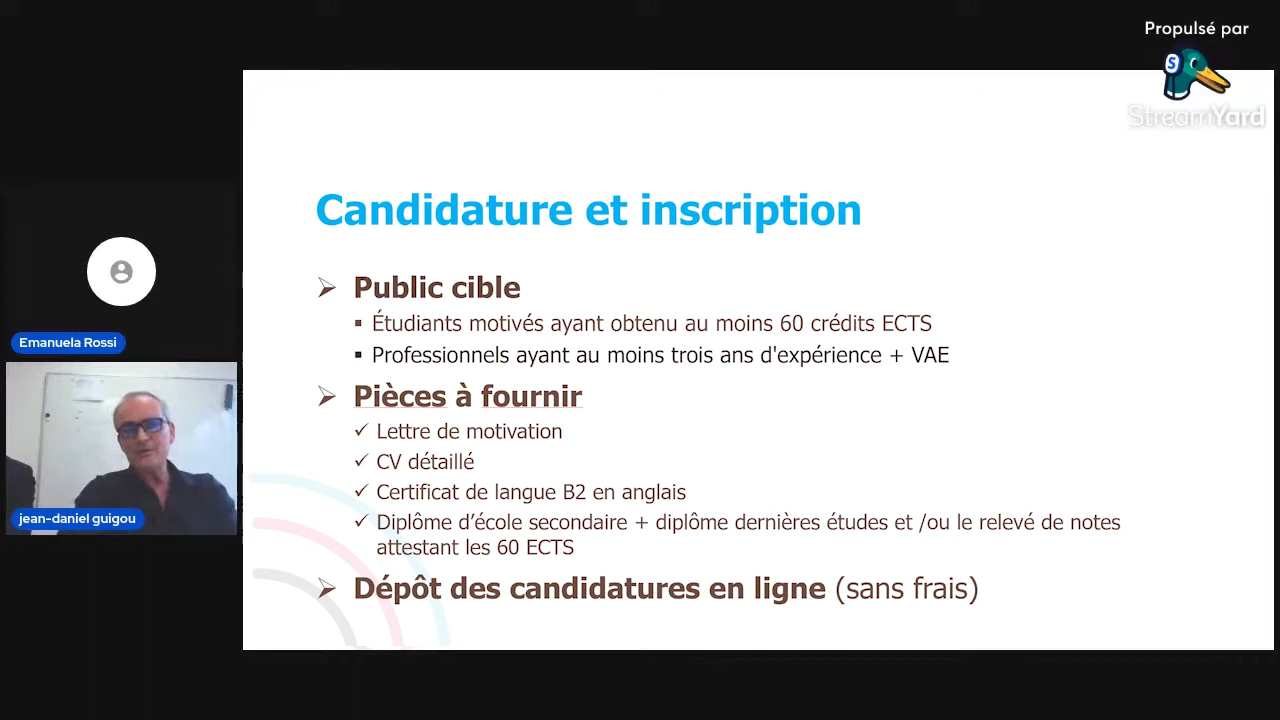 Propulsé par
StreamYard
Candidature et inscription
Public cible
Étudiants motivés ayant obtenu au moins 60 crédits ECTS
Professionnels ayant au moins trois ans d'expérience + VAE
Pièces à fournir
Lettre de motivation
CV détaillé
Certificat de langue B2 en anglais
Diplôme d’école secondaire + diplôme dernières études et /ou le relevé de notes
attestant les 60 ECTS
Dépôt des candidatures en ligne (sans frais)
Emanuela Rossi
jean-daniel guigou